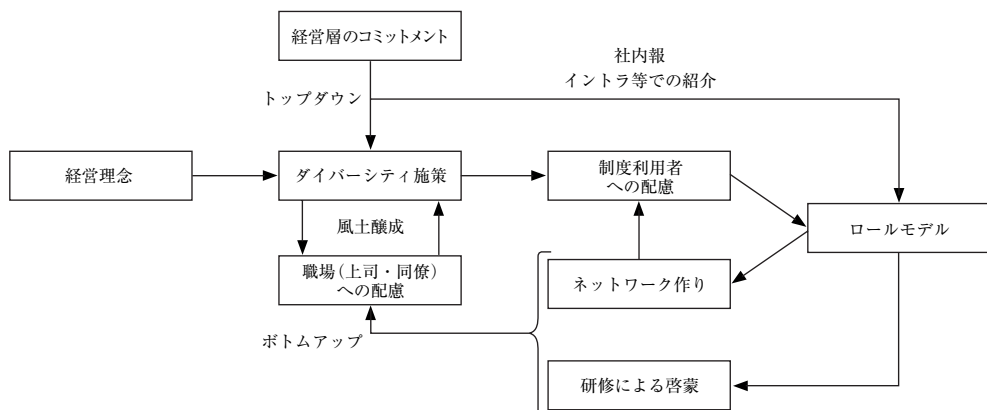 経営層のコミットメント
社内報
イントラ等での紹介
トップダウン
経営理念
ダイバーシティ施策
制度利用者
への配慮
風土醸成
ロールモデル
職場(上司・同僚)
への配慮
ネットワーク作り
ボトムアップ
研修による啓蒙